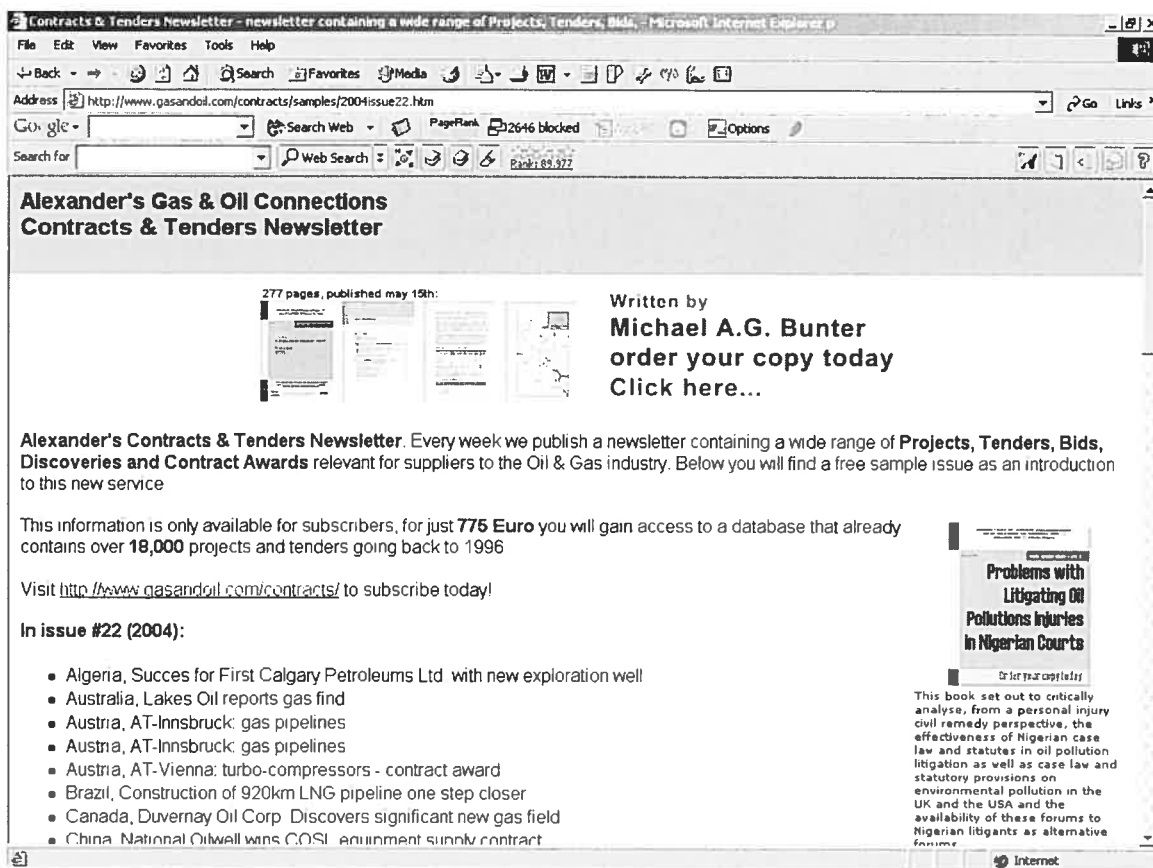 Contracts & Tenders Newsletter - newsletter containing a wide range of Projects, Tenders, Bids, - Microsoft Internet Explorer p
File Edit View Favorites Tools Help
Back Search Favorites Media
Address http://www.gasandoil.com/contracts/samples/2004issue22.htm Go Links
Google Search Web PageRank 2646 blocked Options
Search for Web Search Rank: 89,977
Alexander's Gas & Oil Connections
Contracts & Tenders Newsletter
277 pages, published may 15th:
Written by
Michael A.G. Bunter
order your copy today
Click here...
Alexander's Contracts & Tenders Newsletter. Every week we publish a newsletter containing a wide range of Projects, Tenders, Bids,
Discoveries and Contract Awards relevant for suppliers to the Oil & Gas industry. Below you will find a free sample issue as an introduction
to this new service
This information is only available for subscribers, for just 775 Euro you will gain access to a database that already
contains over 18,000 projects and tenders going back to 1996
Visit http://www.gasandoil.com/contracts/ to subscribe today!
In issue #22 (2004):
• Algeria, Succes for First Calgary Petroleums Ltd with new exploration well
• Australia, Lakes Oil reports gas find
• Austria, AT-Innsbruck: gas pipelines
• Austria, AT-Innsbruck: gas pipelines
• Austria, AT-Vienna: turbo-compressors - contract award
• Brazil, Construction of 920km LNG pipeline one step closer
• Canada, Duvernay Oil Corp Discovers significant new gas field
• China, National Oilwell wins COSL equipment supply contract
Problems with
Litigating Oil
Pollutions Injuries
in Nigerian Courts
Order your copy today
This book set out to critically
analyse, from a personal injury
civil remedy perspective, the
effectiveness of Nigerian case
law and statutes in oil pollution
litigation as well as case law and
statutory provisions on
environmental pollution in the
UK and the USA and the
availability of these forums to
Nigerian litigants as alternative
forums
Internet